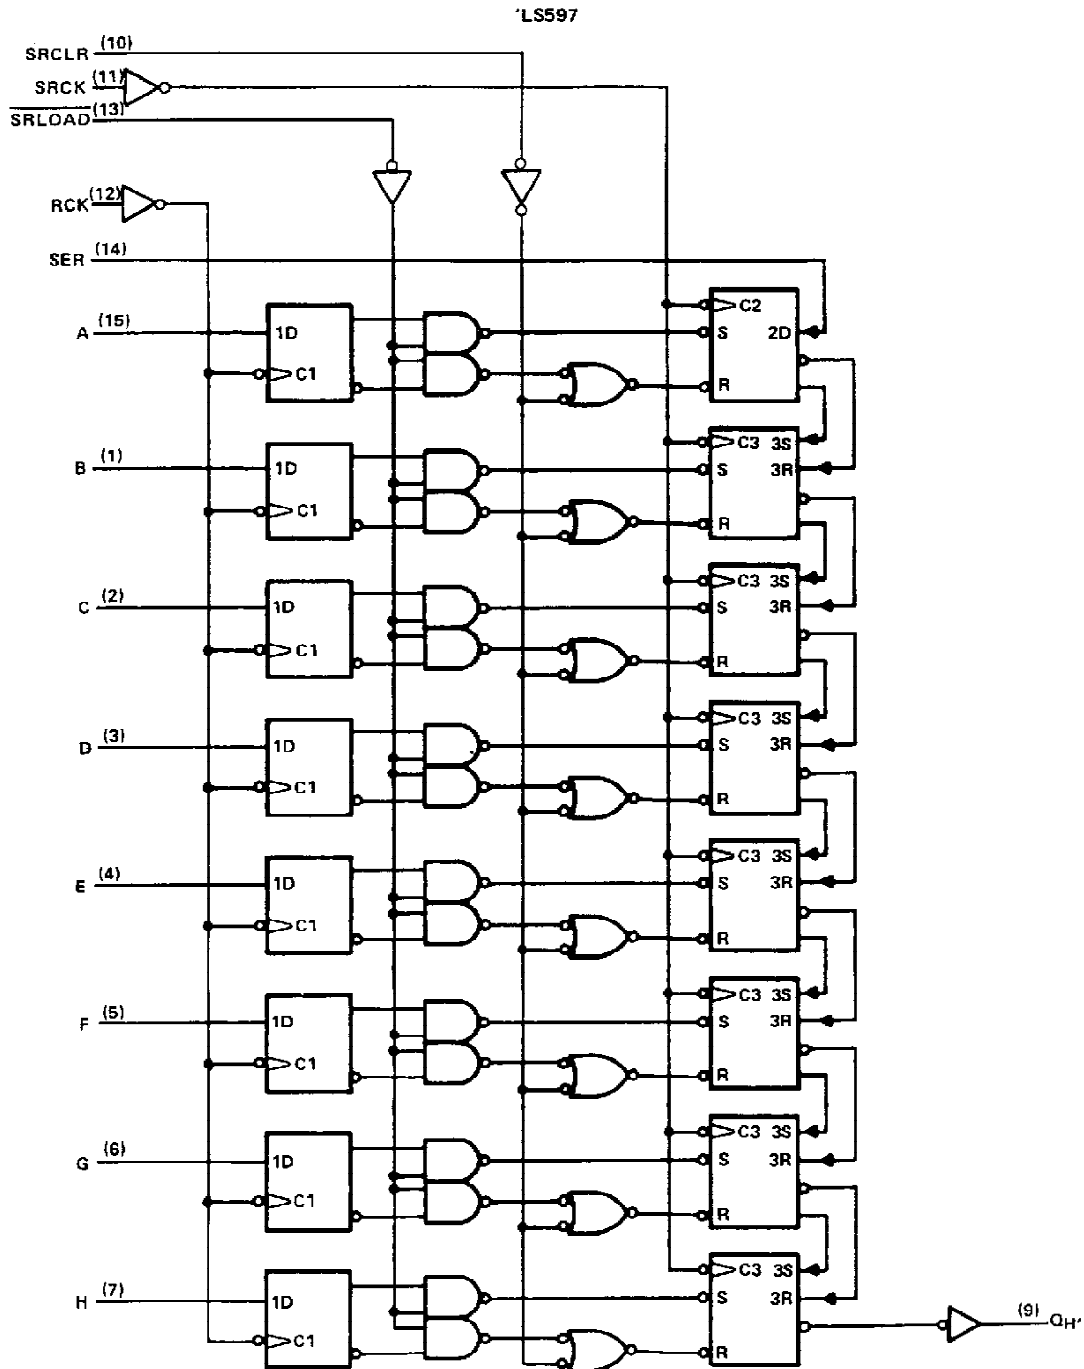 'LS597
SRCLR (10)
SRCK (11)
SRLOAD (13)
RCK (12)
SER (14)
C2
A (15) 1D S 2D
C1 R
C3 3S
B (1) 1D S 3R
C1 R
C3 3S
C (2) 1D S 3R
C1 R
C3 3S
D (3) 1D S 3R
C1 R
C3 3S
E (4) 1D S 3R
C1 R
C3 3S
F (5) 1D S 3R
C1 R
C3 3S
G (6) 1D S 3R
C1 R
C3 3S
H (7) 1D S 3R
(9) QH'
C1 R